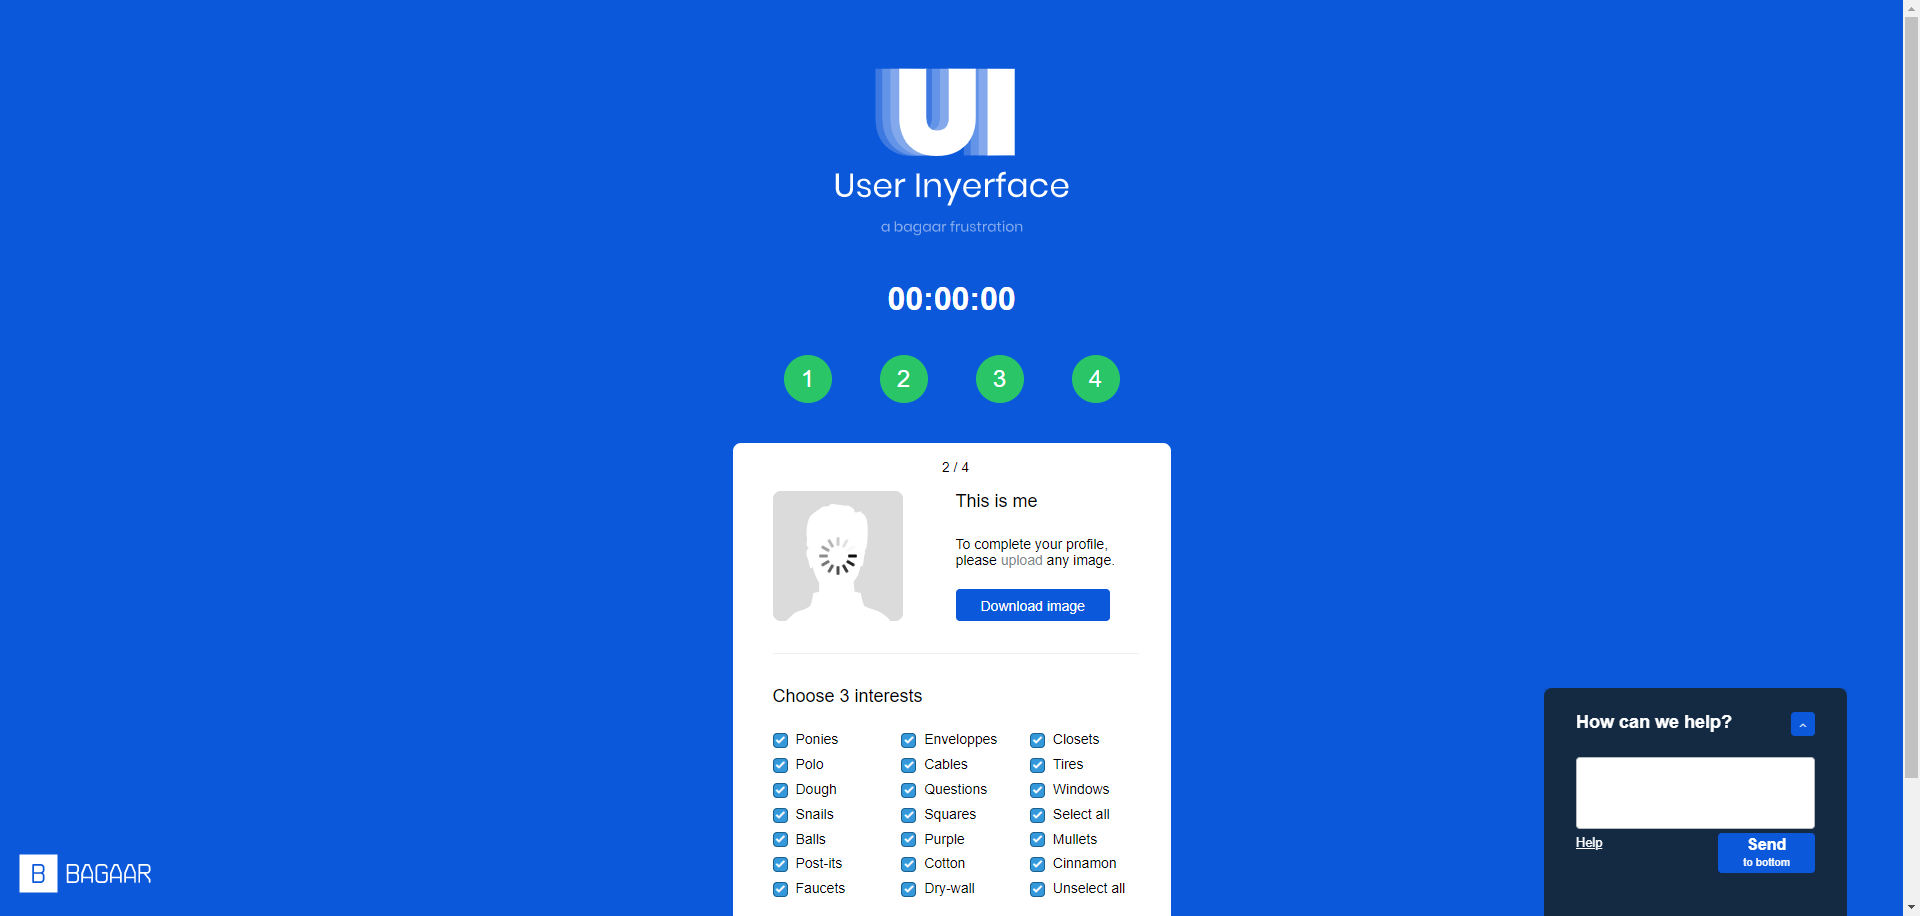 UI
User Inyerface
a bagaar frustration
00:00:00
1 2 3 4
2 / 4
This is me
To complete your profile,
please upload any image.
Download image
Choose 3 interests
Ponies Enveloppes Closets
Polo Cables Tires
Dough Questions Windows
Snails Squares Select all
Balls Purple Mullets
Post-its Cotton Cinnamon
Faucets Dry-wall Unselect all
How can we help?
Help
Send
to bottom
B BAGAAR